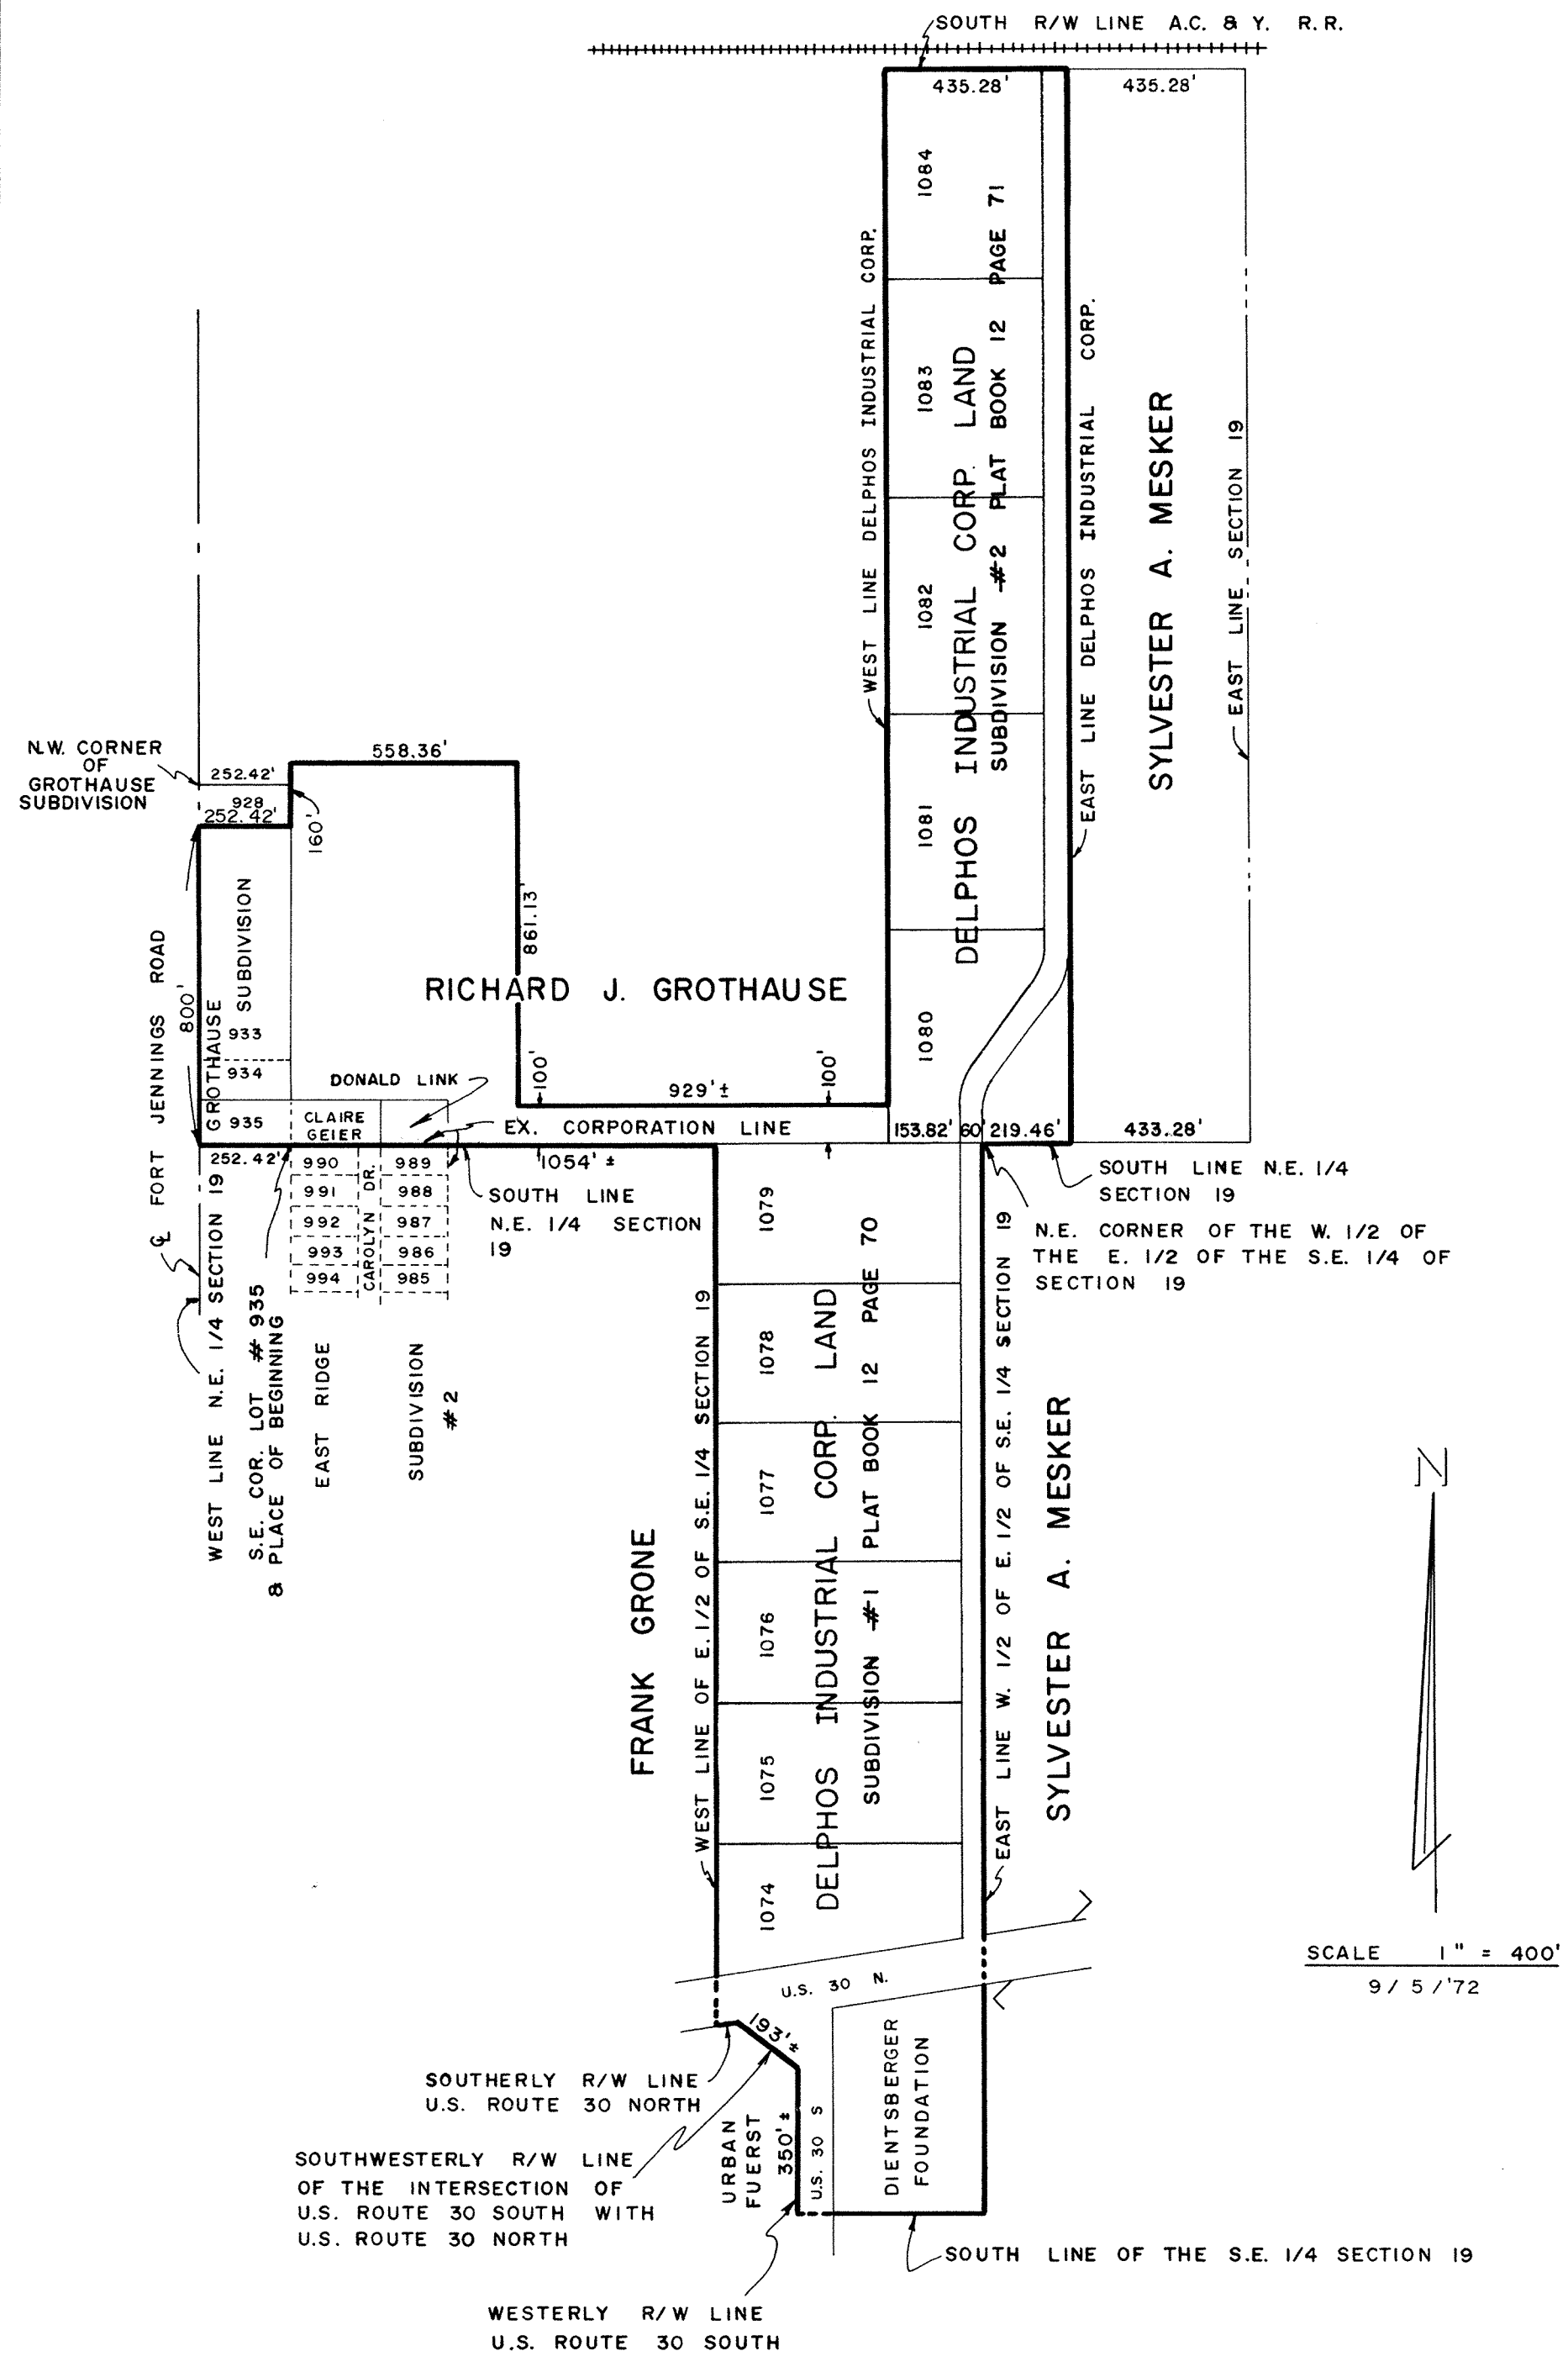 SOUTH R/W LINE A.C. & Y. R.R.
435.28'
435.28'
1084
1083
1082
1081
1080
WEST LINE DELPHOS INDUSTRIAL CORP.
DELPHOS INDUSTRIAL CORP. LAND
SUBDIVISION #2 PLAT BOOK 12 PAGE 71
EAST LINE DELPHOS INDUSTRIAL CORP.
SYLVESTER A. MESKER
EAST LINE SECTION 19
N.W. CORNER
OF
GROTHAUSE
SUBDIVISION
252.42'
928
252.42'
558.36'
160'
861.13'
RICHARD J. GROTHAUSE
FORT JENNINGS ROAD
800'
GROTHAUSE
SUBDIVISION
933
934
935
DONALD LINK
CLAIRE
GEIER
100'
929'±
100'
EX. CORPORATION LINE
153.82'
60'
219.46'
433.28'
252.42'
1054' ±
SOUTH LINE
N.E. 1/4 SECTION
19
990
991
992
993
994
CAROLYN DR.
989
988
987
986
985
SOUTH LINE N.E. 1/4
SECTION 19
N.E. CORNER OF THE W. 1/2 OF
THE E. 1/2 OF THE S.E. 1/4 OF
SECTION 19
℄
WEST LINE N.E. 1/4 SECTION 19
S.E. COR. LOT # 935
& PLACE OF BEGINNING
EAST RIDGE
SUBDIVISION
#2
FRANK GRONE
WEST LINE OF E.1/2 OF S.E. 1/4 SECTION 19
1079
1078
1077
1076
1075
1074
DELPHOS INDUSTRIAL CORP. LAND
SUBDIVISION #1 PLAT BOOK 12 PAGE 70
EAST LINE W. 1/2 OF E. 1/2 OF S.E. 1/4 SECTION 19
SYLVESTER A. MESKER
N
SCALE 1" = 400'
9/5/'72
U.S. 30 N.
193'±
SOUTHERLY R/W LINE
U.S. ROUTE 30 NORTH
SOUTHWESTERLY R/W LINE
OF THE INTERSECTION OF
U.S. ROUTE 30 SOUTH WITH
U.S. ROUTE 30 NORTH
URBAN
FUERST
350'±
U.S. 30 S
DIENTSBERGER
FOUNDATION
SOUTH LINE OF THE S.E. 1/4 SECTION 19
WESTERLY R/W LINE
U.S. ROUTE 30 SOUTH